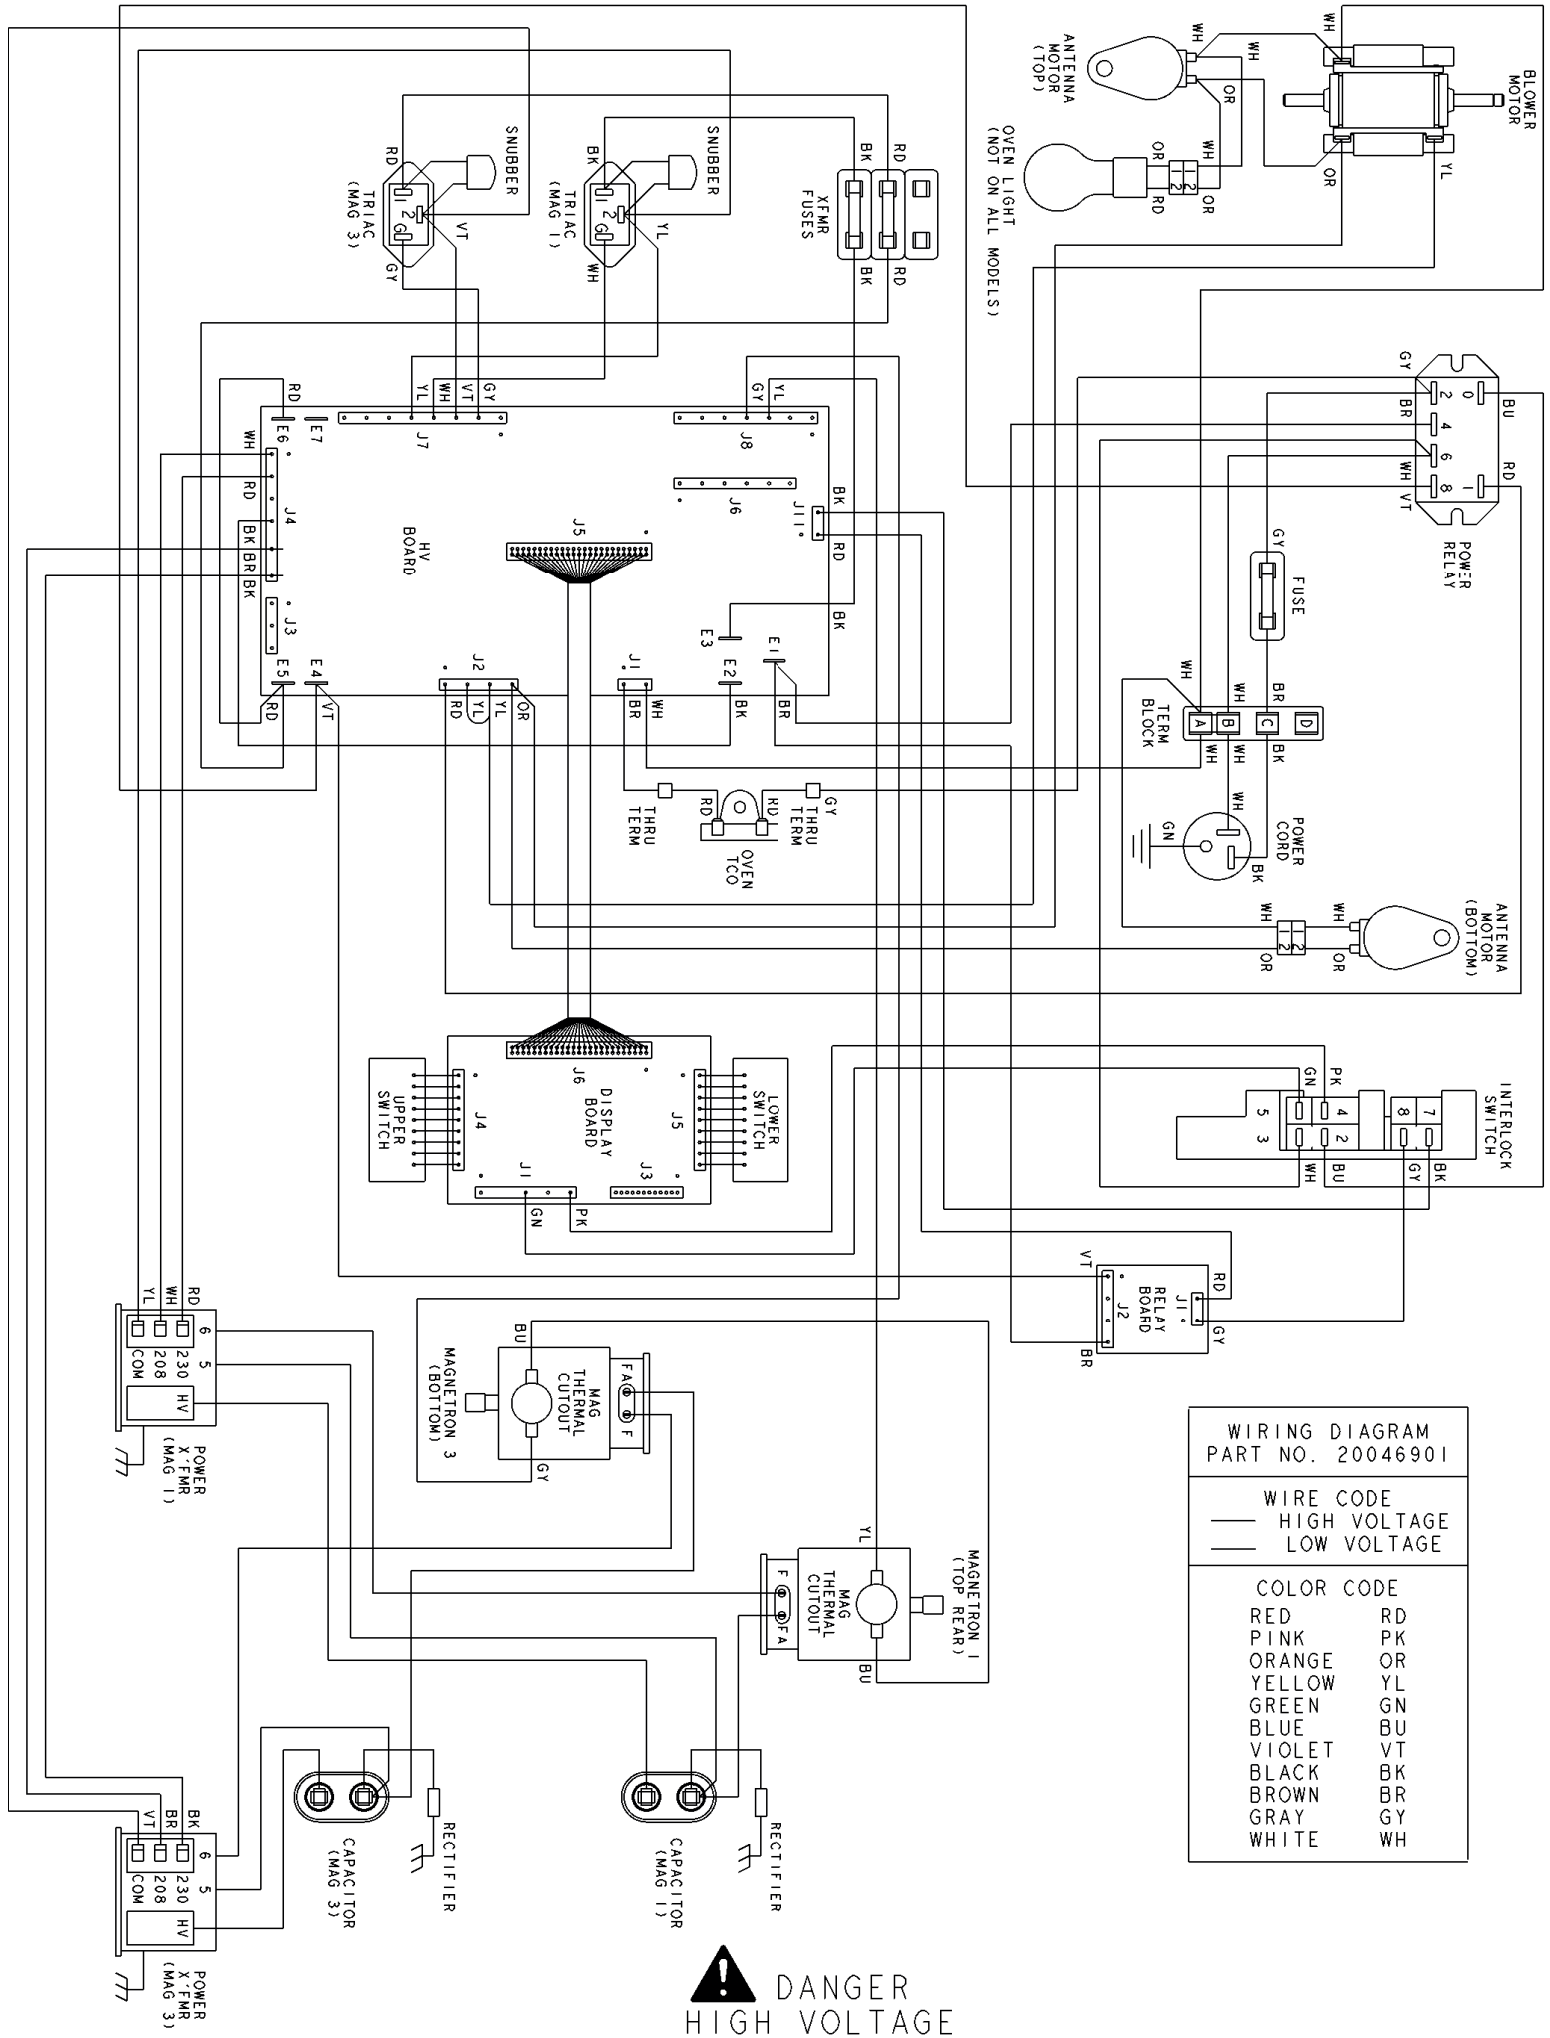 BLOWER
MOTOR
WH
YL
OR
ANTENNA
MOTOR
(TOP)
WH
WH
OR
WH
OR
OR
RD
1
2
1
2
OVEN LIGHT
(NOT ON ALL MODELS)
SNUBBER
RD
1
2
G
VT
GY
TRIAC
(MAG 3)
SNUBBER
BK
1
2
G
YL
WH
TRIAC
(MAG 1)
BK
RD
XFMR
FUSES
BK
RD
GY
BR
WH
VT
BU
RD
2
4
6
8
0
1
POWER
RELAY
GY
FUSE
BR
WH
WH
TERM
BLOCK
A
B
C
D
WH
WH
BK
WH
GN
BK
POWER
CORD
RD
E6
E7
YL
WH
VT
GY
J7
GY
YL
J8
J6
J11
BK
RD
WH
RD
BK
BR
BK
J4
J3
HV
BOARD
J5
E5
E4
RD
VT
J2
RD
YL
YL
OR
J1
BR
WH
E3
E2
BK
E1
BR
BK
THRU
TERM
RD
RD
OVEN
TCO
GY
THRU
TERM
ANTENNA
MOTOR
(BOTTOM)
WH
OR
WH
OR
1
2
1
2
UPPER
SWITCH
J4
J6
DISPLAY
BOARD
J5
LOWER
SWITCH
J1
J3
GN
PK
INTERLOCK
SWITCH
GN
PK
5
3
4
2
8
7
WH
BU
GY
BK
VT
RD
J1
RELAY
BOARD
J2
GY
BR
YL
WH
RD
6
5
COM
208
230
HV
POWER
X'FMR
(MAG 1)
BU
MAG
THERMAL
CUTOUT
FA
F
GY
MAGNETRON 3
(BOTTOM)
YL
MAG
THERMAL
CUTOUT
F
FA
BU
MAGNETRON 1
(TOP REAR)
VT
BR
BK
6
5
COM
208
230
HV
POWER
X'FMR
(MAG 3)
CAPACITOR
(MAG 3)
RECTIFIER
CAPACITOR
(MAG 1)
RECTIFIER
WIRING DIAGRAM
PART NO. 20046901
WIRE CODE
HIGH VOLTAGE
LOW VOLTAGE
COLOR CODE
RED RD
PINK PK
ORANGE OR
YELLOW YL
GREEN GN
BLUE BU
VIOLET VT
BLACK BK
BROWN BR
GRAY GY
WHITE WH
! DANGER
HIGH VOLTAGE